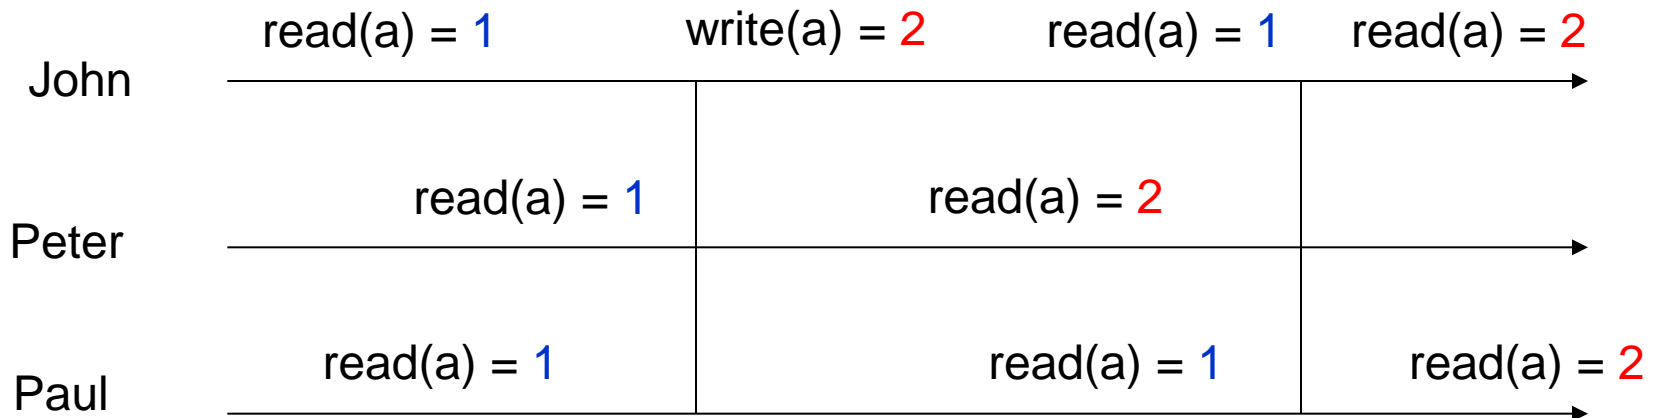 read(a) = 1 write(a) = 2 read(a) = 1 read(a) = 2
John
read(a) = 1 read(a) = 2
Peter
read(a) = 1 read(a) = 1 read(a) = 2
Paul